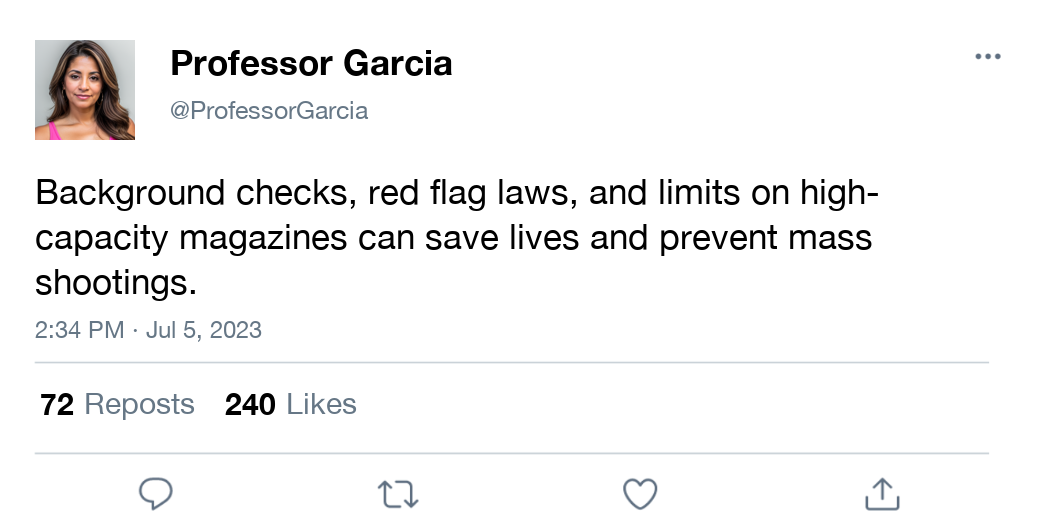 Professor Garcia
@ProfessorGarcia
Background checks, red flag laws, and limits on high-
capacity magazines can save lives and prevent mass
shootings.
2:34 PM · Jul 5, 2023
72 Reposts 240 Likes